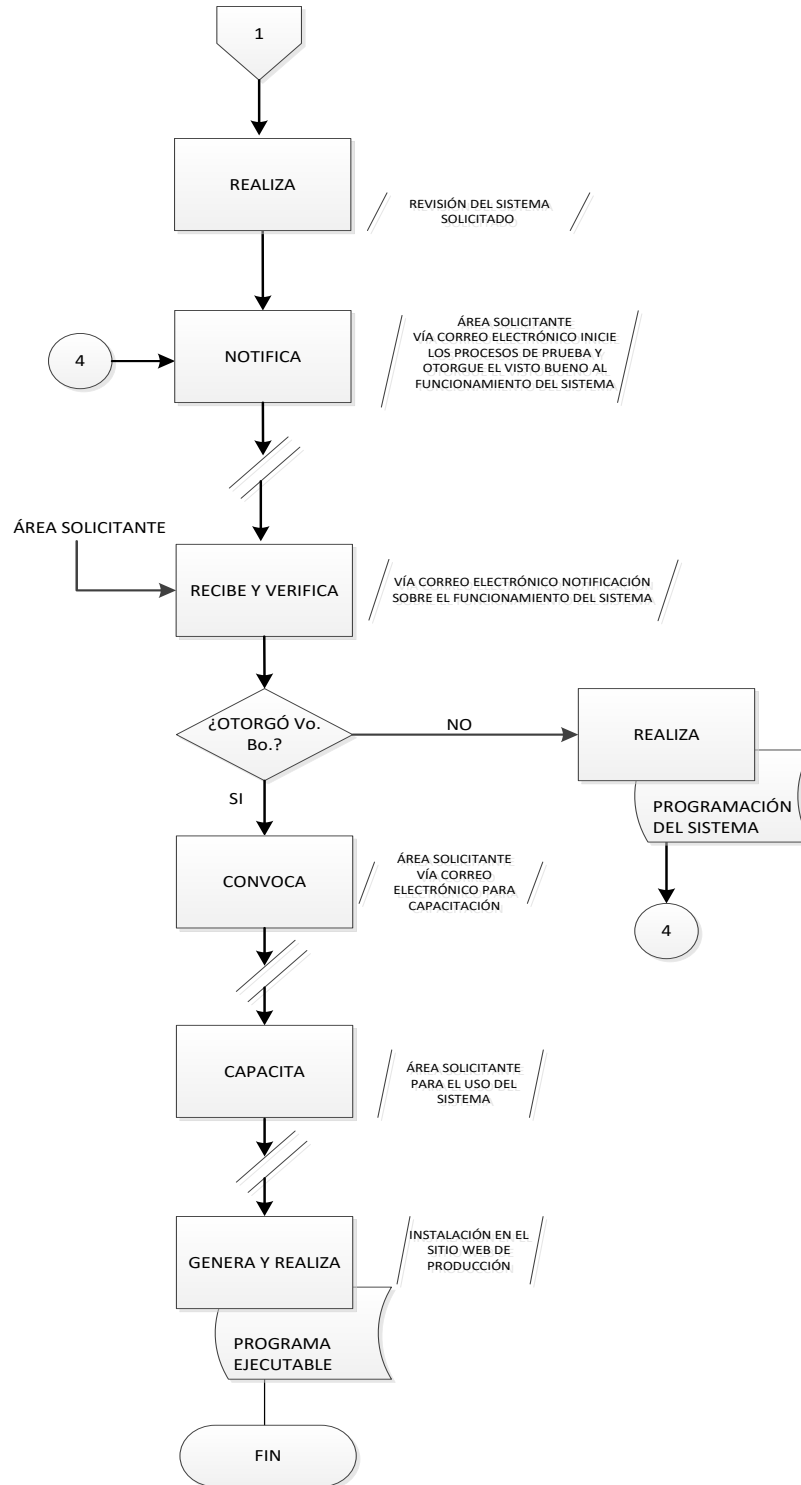 1
REALIZA
REVISIÓN DEL SISTEMA
SOLICITADO
4
NOTIFICA
ÁREA SOLICITANTE
VÍA CORREO ELECTRÓNICO INICIE
LOS PROCESOS DE PRUEBA Y
OTORGUE EL VISTO BUENO AL
FUNCIONAMIENTO DEL SISTEMA
ÁREA SOLICITANTE
RECIBE Y VERIFICA
VÍA CORREO ELECTRÓNICO NOTIFICACIÓN
SOBRE EL FUNCIONAMIENTO DEL SISTEMA
¿OTORGÓ Vo.
Bo.?
NO
REALIZA
PROGRAMACIÓN
DEL SISTEMA
4
SI
CONVOCA
ÁREA SOLICITANTE
VÍA CORREO
ELECTRÓNICO PARA
CAPACITACIÓN
CAPACITA
ÁREA SOLICITANTE
PARA EL USO DEL
SISTEMA
GENERA Y REALIZA
INSTALACIÓN EN EL
SITIO WEB DE
PRODUCCIÓN
PROGRAMA
EJECUTABLE
FIN